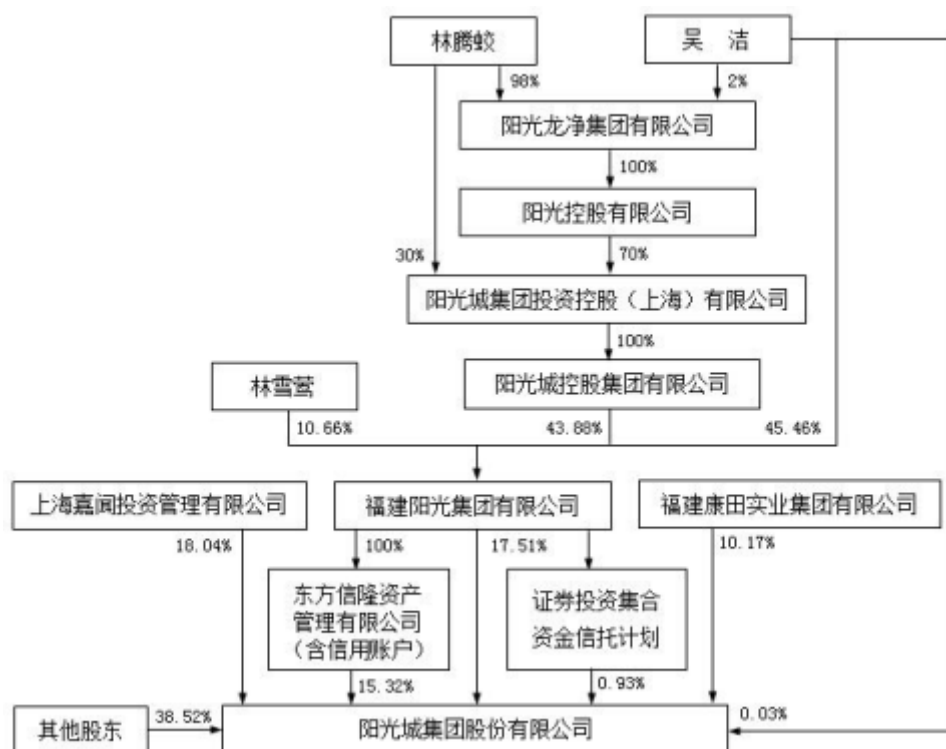 林腾蛟
吴 洁
98%
2%
阳光龙净集团有限公司
100%
阳光控股有限公司
30%
70%
阳光城集团投资控股（上海）有限公司
100%
林雪莺
阳光城控股集团有限公司
10.66%
43.88%
45.46%
上海嘉闻投资管理有限公司
福建阳光集团有限公司
福建康田实业集团有限公司
18.04%
100%
17.51%
10.17%
东方信隆资产
管理有限公司
（含信用账户）
证券投资集合
资金信托计划
15.32%
0.93%
其他股东
38.52%
阳光城集团股份有限公司
0.03%